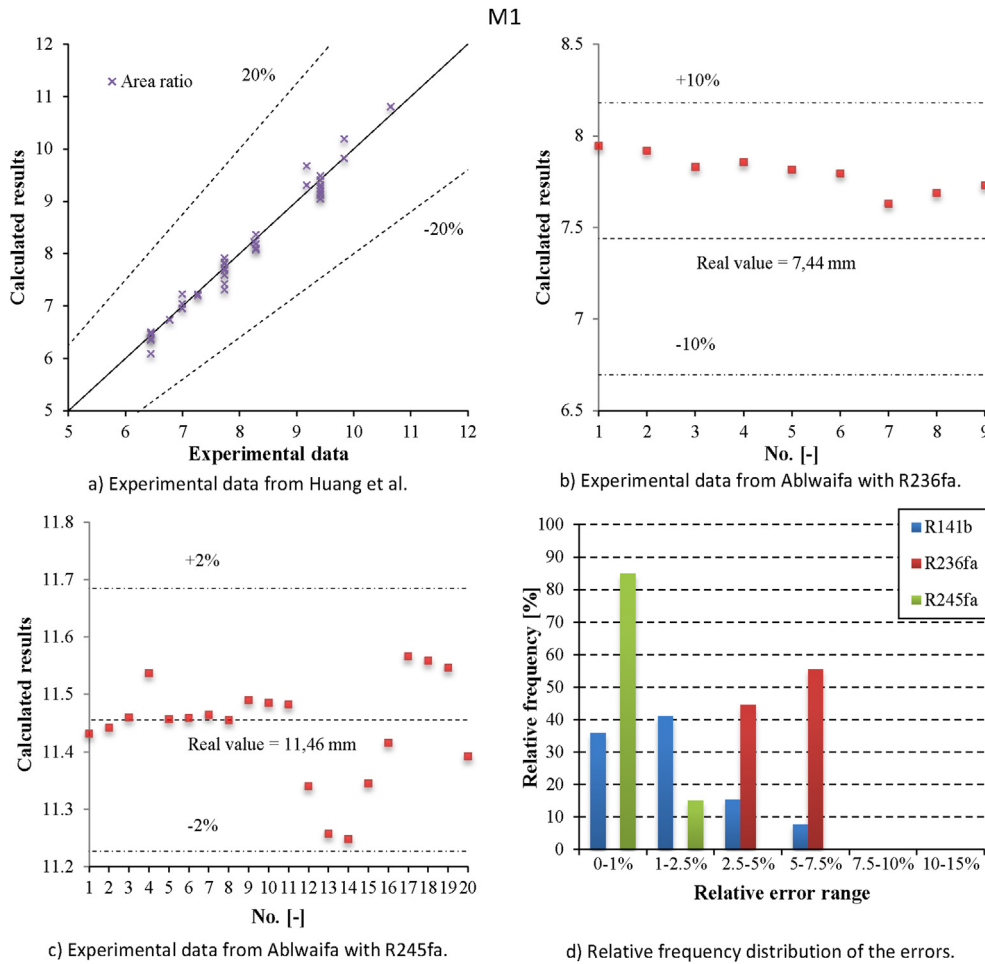 M1
12
11
10
9
8
7
6
5
Calculated results
Area ratio
20%
-20%
5 6 7 8 9 10 11 12
Experimental data
a) Experimental data from Huang et al.
8.5
8
7.5
7
6.5
Calculated results
+10%
Real value = 7,44 mm
-10%
1 2 3 4 5 6 7 8 9
No. [-]
b) Experimental data from Ablwaifa with R236fa.
11.8
11.7
11.6
11.5
11.4
11.3
11.2
Calculated results
+2%
Real value = 11,46 mm
-2%
1 2 3 4 5 6 7 8 9 10 11 12 13 14 15 16 17 18 19 20
No. [-]
c) Experimental data from Ablwaifa with R245fa.
100
90
80
70
60
50
40
30
20
10
0
Relative frequency [%]
R141b
R236fa
R245fa
0-1% 1-2.5% 2.5-5% 5-7.5% 7.5-10% 10-15%
Relative error range
d) Relative frequency distribution of the errors.